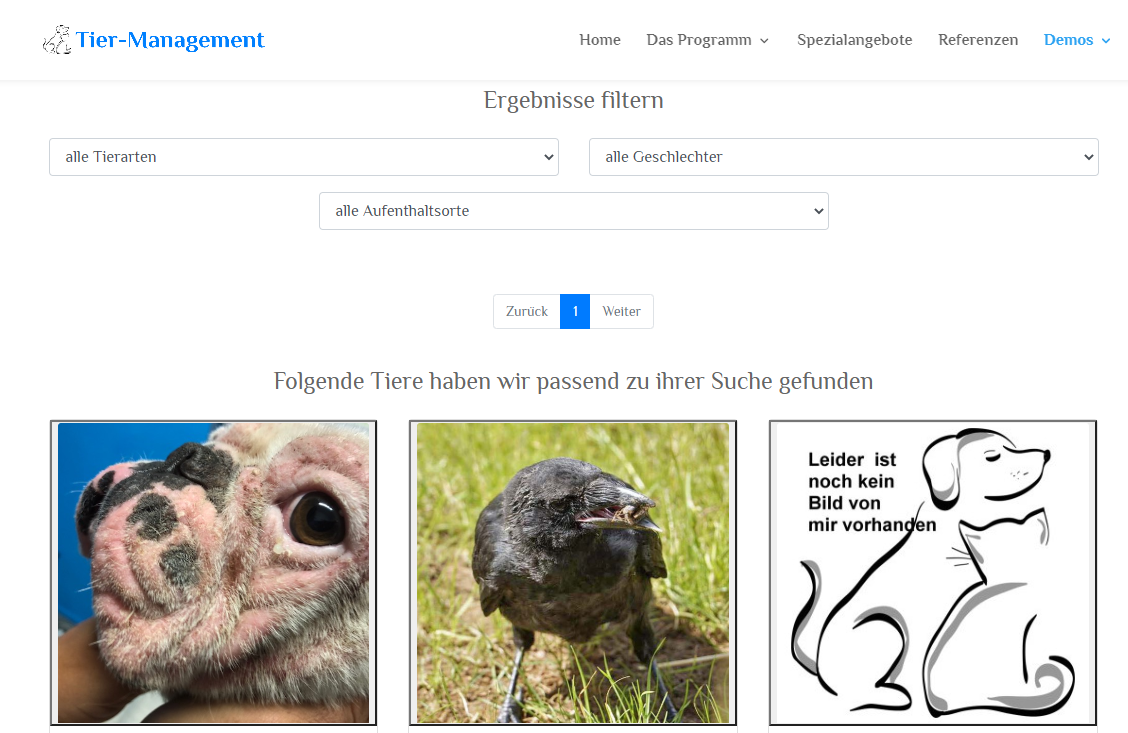 Tier-Management
Home Das Programm Spezialangebote Referenzen Demos
Ergebnisse filtern
alle Tierarten
alle Geschlechter
alle Aufenthaltsorte
Zurück 1 Weiter
Folgende Tiere haben wir passend zu ihrer Suche gefunden
Leider ist
noch kein
Bild von
mir vorhanden